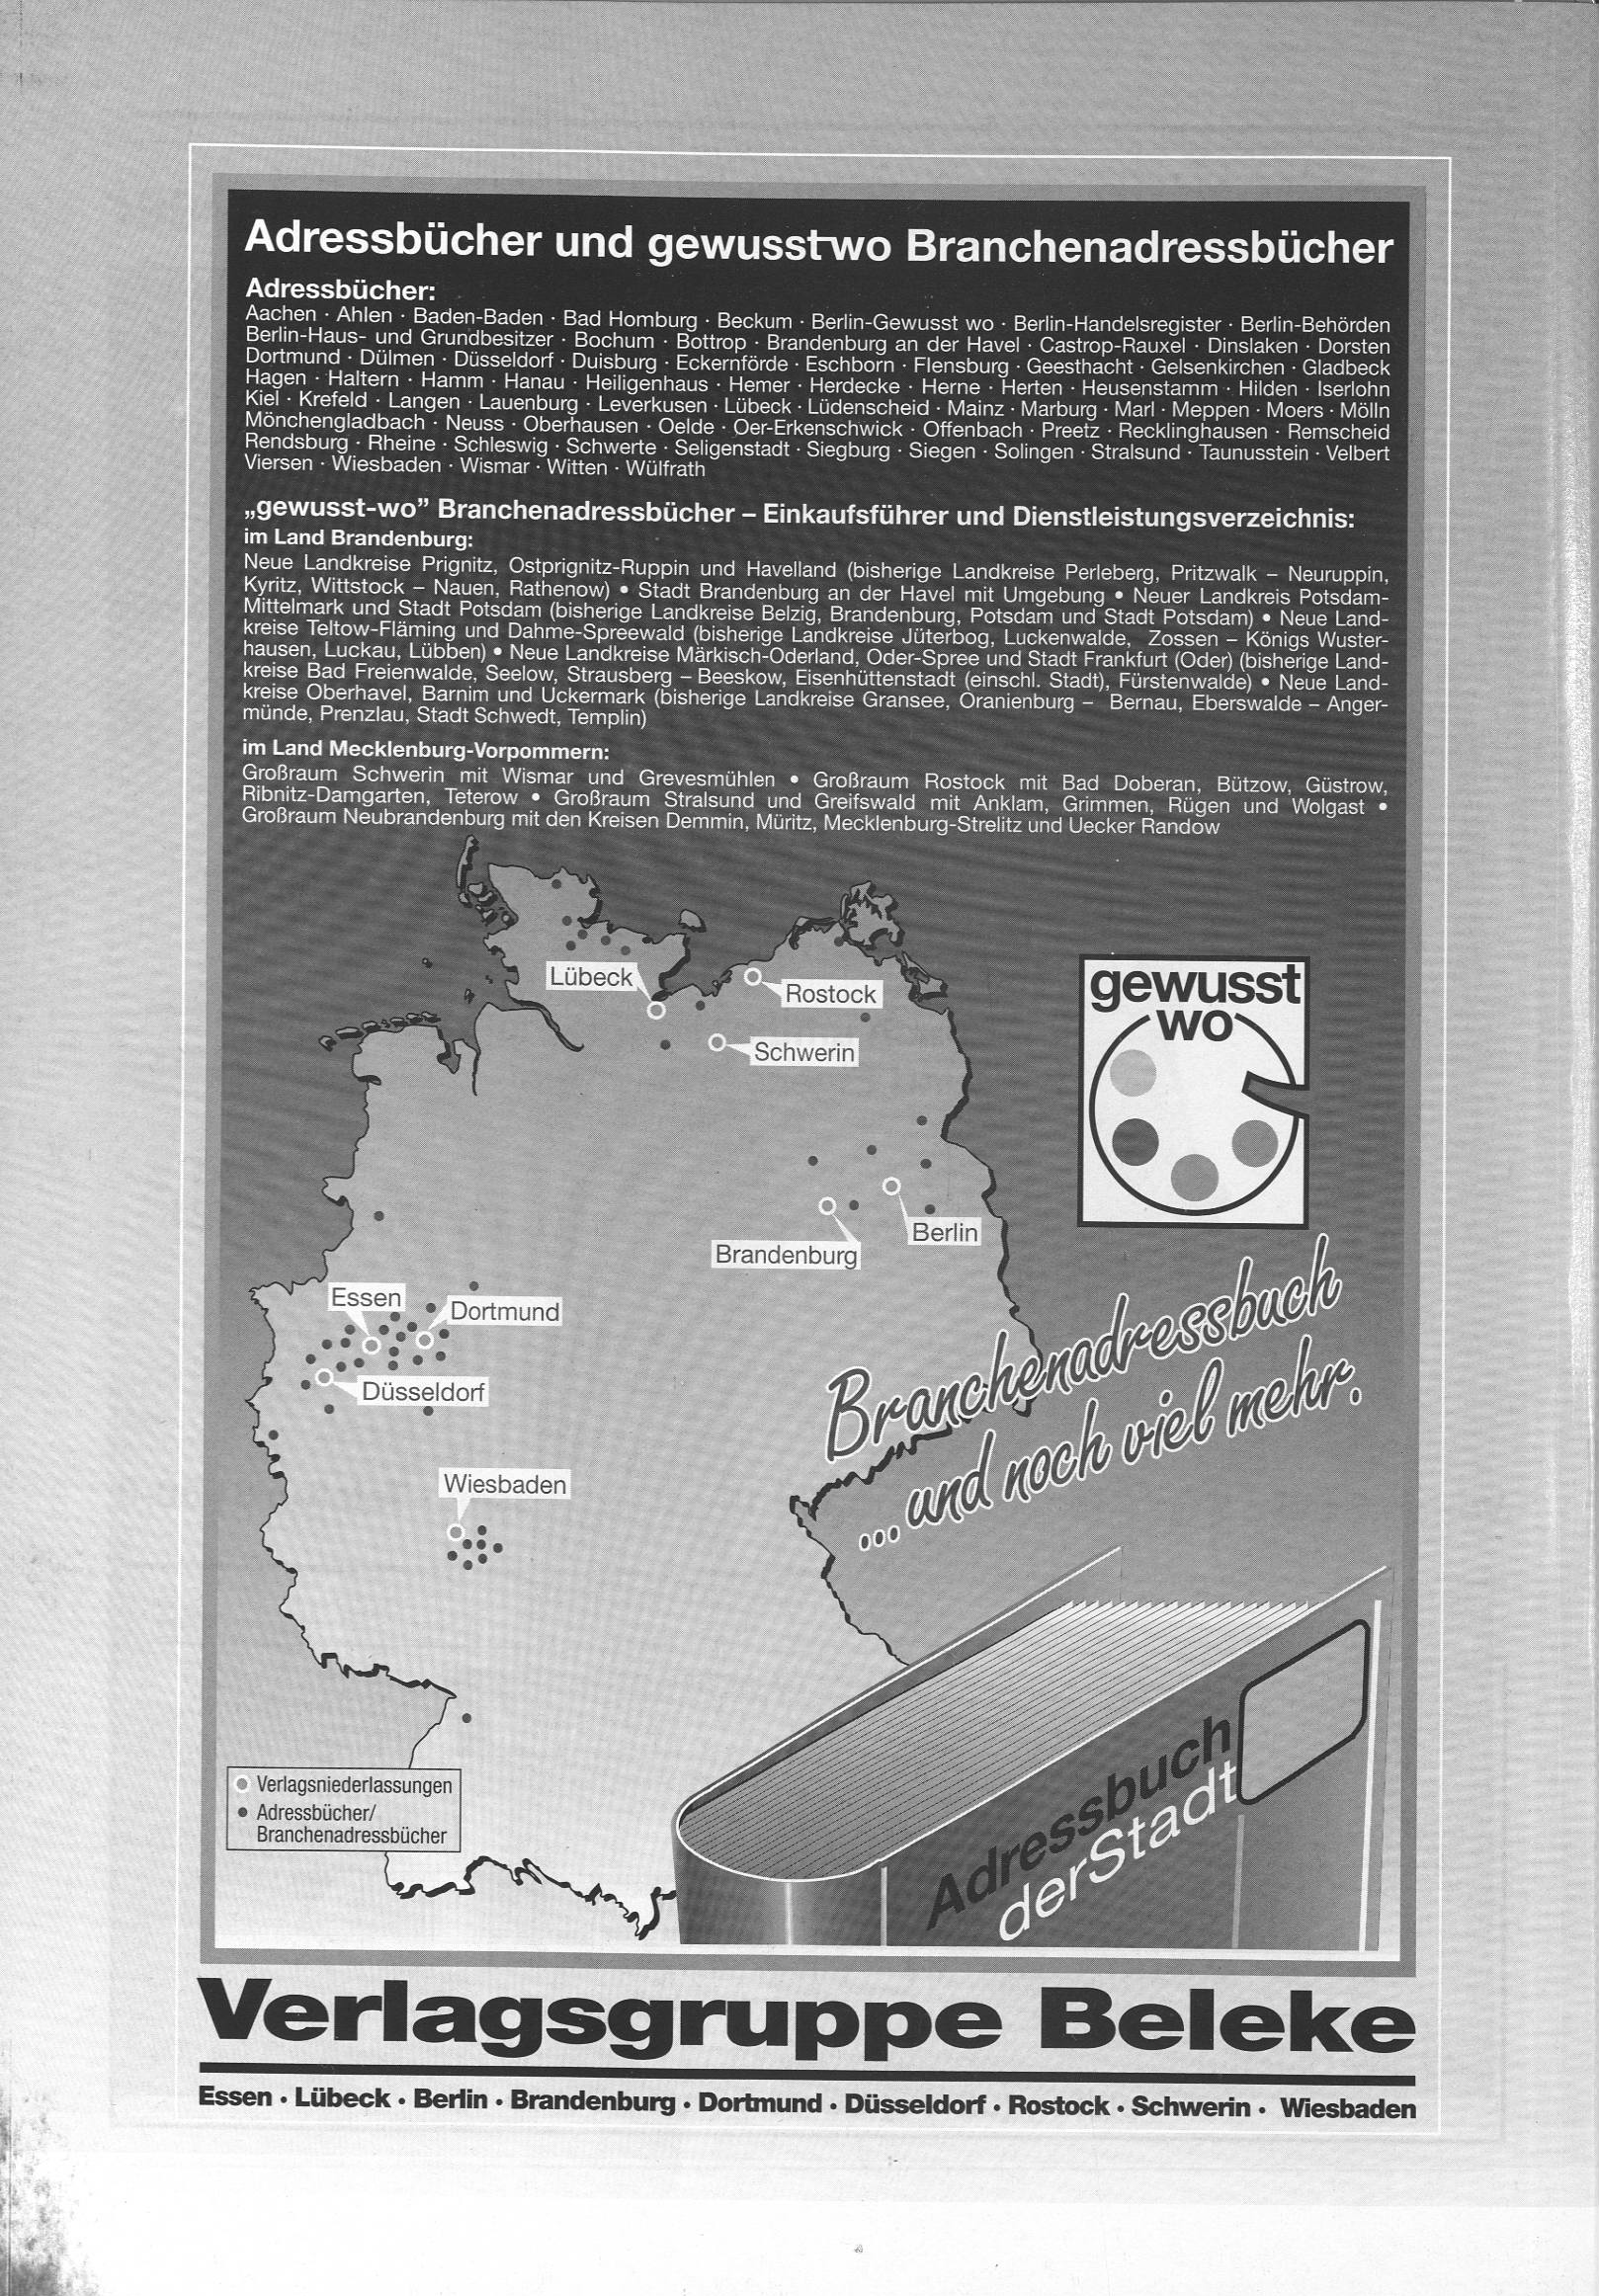 Adressbücher und gewusst-wo Branchenadressbücher
Adressbücher:
Aachen · Ahlen · Baden-Baden · Bad Homburg · Beckum · Berlin-Gewusst wo · Berlin-Handelsregister · Berlin-Behörden
Berlin-Haus- und Grundbesitzer · Bochum · Bottrop · Brandenburg an der Havel · Castrop-Rauxel · Dinslaken · Dorsten
Dortmund · Dülmen · Düsseldorf · Duisburg · Eckernförde · Eschborn · Flensburg · Geesthacht · Gelsenkirchen · Gladbeck
Hagen · Haltern · Hamm · Hanau · Heiligenhaus · Hemer · Herdecke · Herne · Herten · Heusenstamm · Hilden · Iserlohn
Kiel · Krefeld · Langen · Lauenburg · Leverkusen · Lübeck · Lüdenscheid · Mainz · Marburg · Marl · Meppen · Moers · Mölln
Mönchengladbach · Neuss · Oberhausen · Oelde · Oer-Erkenschwick · Offenbach · Preetz · Recklinghausen · Remscheid
Rendsburg · Rheine · Schleswig · Schwerte · Seligenstadt · Siegburg · Siegen · Solingen · Stralsund · Taunusstein · Velbert
Viersen · Wiesbaden · Wismar · Witten · Wülfrath
„gewusst-wo” Branchenadressbücher – Einkaufsführer und Dienstleistungsverzeichnis:
im Land Brandenburg:
Neue Landkreise Prignitz, Ostprignitz-Ruppin und Havelland (bisherige Landkreise Perleberg, Pritzwalk – Neuruppin,
Kyritz, Wittstock – Nauen, Rathenow) • Stadt Brandenburg an der Havel mit Umgebung • Neuer Landkreis Potsdam-
Mittelmark und Stadt Potsdam (bisherige Landkreise Belzig, Brandenburg, Potsdam und Stadt Potsdam) • Neue Land-
kreise Teltow-Fläming und Dahme-Spreewald (bisherige Landkreise Jüterbog, Luckenwalde, Zossen – Königs Wuster-
hausen, Luckau, Lübben) • Neue Landkreise Märkisch-Oderland, Oder-Spree und Stadt Frankfurt (Oder) (bisherige Land-
kreise Bad Freienwalde, Seelow, Strausberg – Beeskow, Eisenhüttenstadt (einschl. Stadt), Fürstenwalde) • Neue Land-
kreise Oberhavel, Barnim und Uckermark (bisherige Landkreise Gransee, Oranienburg – Bernau, Eberswalde – Anger-
münde, Prenzlau, Stadt Schwedt, Templin)
im Land Mecklenburg-Vorpommern:
Großraum Schwerin mit Wismar und Grevesmühlen • Großraum Rostock mit Bad Doberan, Bützow, Güstrow,
Ribnitz-Damgarten, Teterow • Großraum Stralsund und Greifswald mit Anklam, Grimmen, Rügen und Wolgast •
Großraum Neubrandenburg mit den Kreisen Demmin, Müritz, Mecklenburg-Strelitz und Uecker Randow
Lübeck
Rostock
Schwerin
gewusst
wo
Berlin
Brandenburg
Essen
Dortmund
Düsseldorf
Wiesbaden
Branchenadressbuch
...und noch viel mehr.
Verlagsniederlassungen
Adressbücher/
Branchenadressbücher
Adressbuch
derStadt
Verlagsgruppe Beleke
Essen · Lübeck · Berlin · Brandenburg · Dortmund · Düsseldorf · Rostock · Schwerin · Wiesbaden